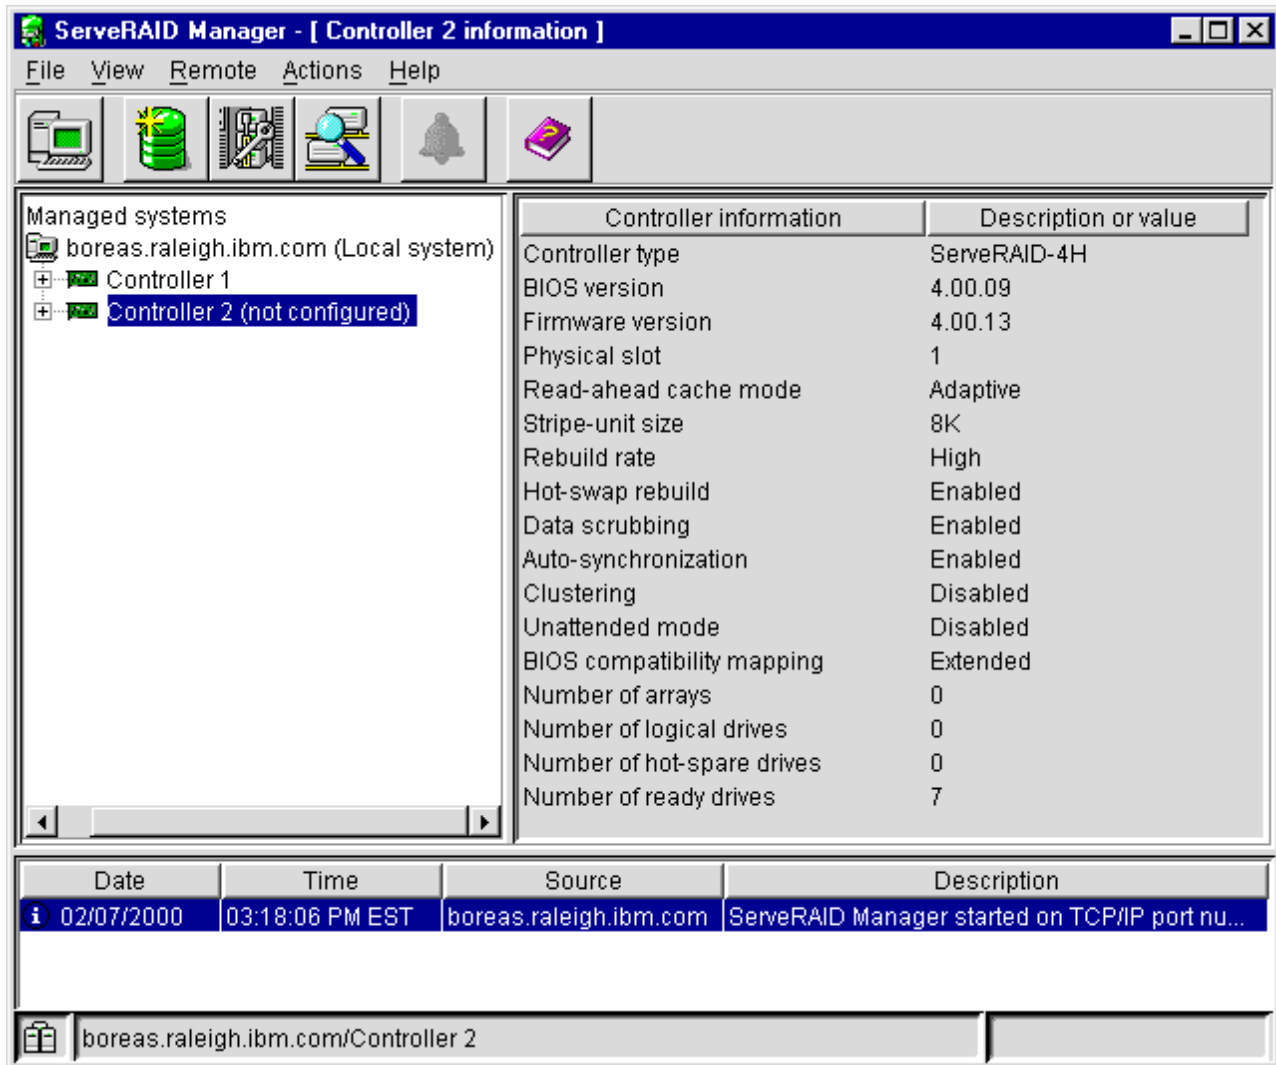 ServeRAID Manager - [ Controller 2 information ]
File View Remote Actions Help
Managed systems
boreas.raleigh.ibm.com (Local system)
Controller 1
Controller 2 (not configured)
Controller information Description or value
Controller type ServeRAID-4H
BIOS version 4.00.09
Firmware version 4.00.13
Physical slot 1
Read-ahead cache mode Adaptive
Stripe-unit size 8K
Rebuild rate High
Hot-swap rebuild Enabled
Data scrubbing Enabled
Auto-synchronization Enabled
Clustering Disabled
Unattended mode Disabled
BIOS compatibility mapping Extended
Number of arrays 0
Number of logical drives 0
Number of hot-spare drives 0
Number of ready drives 7
Date Time Source Description
02/07/2000 03:18:06 PM EST boreas.raleigh.ibm.com ServeRAID Manager started on TCP/IP port nu...
boreas.raleigh.ibm.com/Controller 2